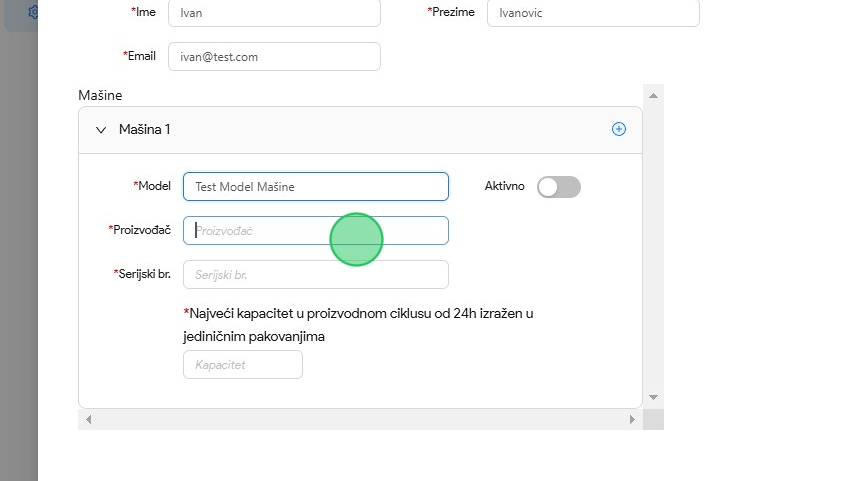 *Ime Ivan *Prezime Ivanovic
*Email ivan@test.com
Mašine
Mašina 1
*Model Test Model Mašine Aktivno
*Proizvođač Proizvođač
*Serijski br. Serijski br.
*Najveći kapacitet u proizvodnom ciklusu od 24h izražen u
jediničnim pakovanjima
Kapacitet